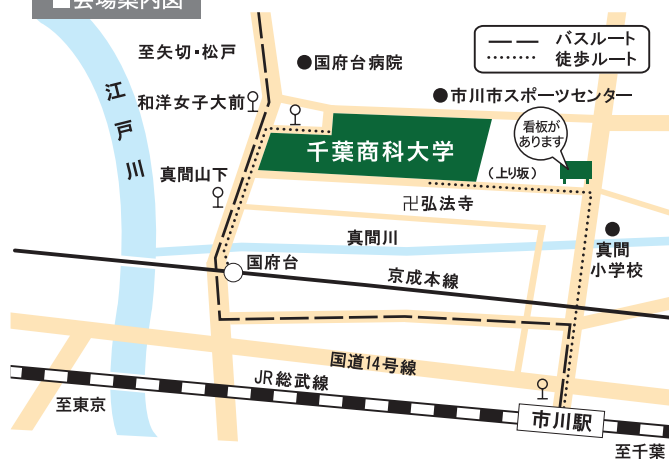 ■会場案内図
バスルート
徒歩ルート
至矢切・松戸
国府台病院
市川市スポーツセンター
和洋女子大前
江戸川
看板が
あります
千葉商科大学
(上り坂)
真間山下
卍弘法寺
真間川
真間
小学校
国府台
京成本線
国道14号線
JR総武線
至東京
市川駅
至千葉